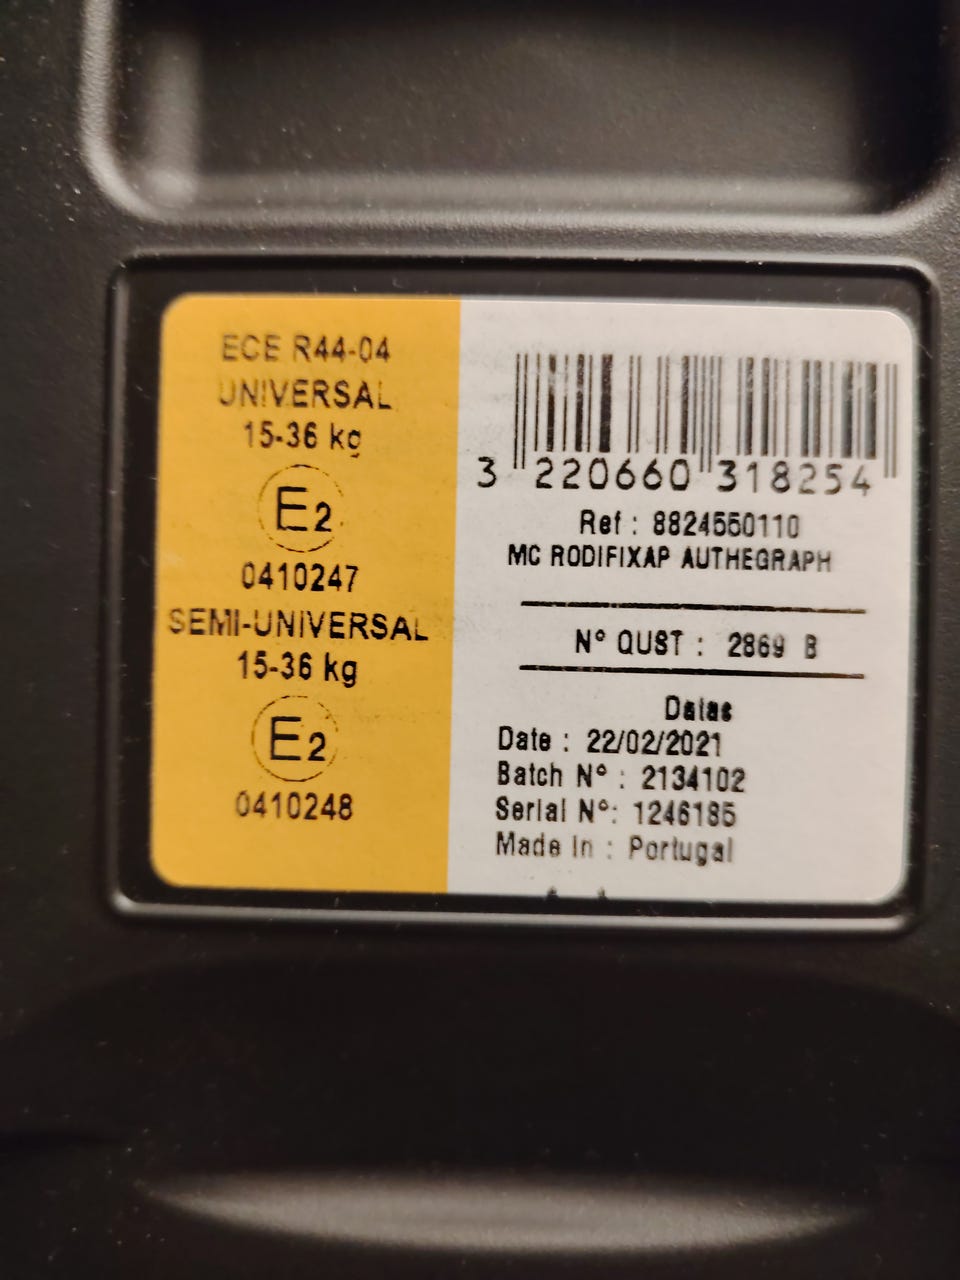 ECE R44-04
UNIVERSAL
15-36 kg
E2
0410247
SEMI-UNIVERSAL
15-36 kg
E2
0410248
3 220660 318254
Ref : 8824550110
MC RODIFIXAP AUTHEGRAPH
N° QUST : 2869 B
Datas
Date : 22/02/2021
Batch N° : 2134102
Serial N°: 1246185
Made In : Portugal